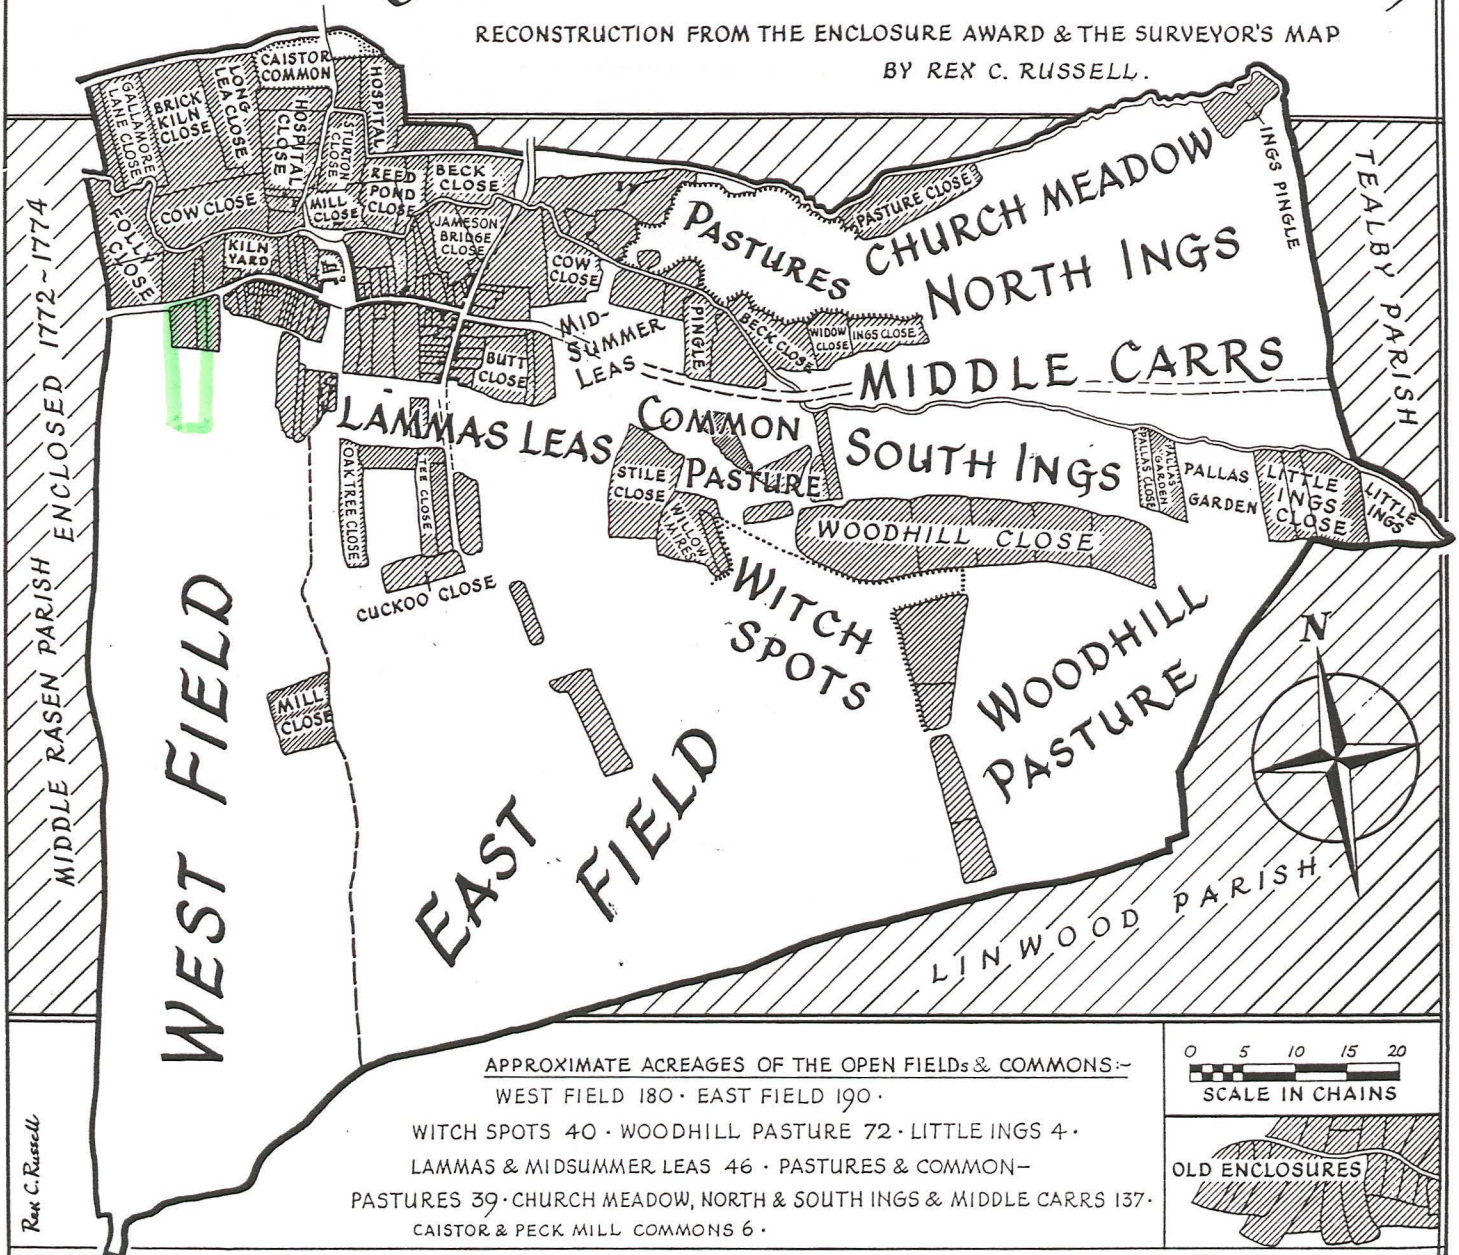 RECONSTRUCTION FROM THE ENCLOSURE AWARD & THE SURVEYOR'S MAP
BY REX C. RUSSELL.
CAISTOR
COMMON
HOSPITAL
GALLAMORE
LANE CLOSE
BRICK
KILN
CLOSE
LONG
LEA CLOSE
HOSPITAL
CLOSE
STURTON
CLOSE
REED
POND
CLOSE
BECK
CLOSE
MILL
CLOSE
COW CLOSE
FOLLY
CLOSE
KILN
YARD
JAMESON
BRIDGE
CLOSE
COW
CLOSE
PASTURES
PASTURE CLOSE
CHURCH MEADOW
INGS PINGLE
NORTH INGS
TEALBY PARISH
MIDDLE RASEN PARISH ENCLOSED 1772~1774
MID-
SUMMER
LEAS
PINGLE
BECK CLOSE
WIDOW
CLOSE
INGS CLOSE
BUTT
CLOSE
MIDDLE CARRS
LAMMAS LEAS
COMMON
PASTURE
SOUTH INGS
PALLAS CLOSE
PALLAS
GARDEN
PALLAS
GARDEN
LITTLE
INGS
CLOSE
LITTLE
INGS
OAK TREE CLOSE
CLOSE
STILE
CLOSE
WILLOW
WOODHILL CLOSE
CUCKOO CLOSE
WITCH
SPOTS
WOODHILL
PASTURE
N
MILL
CLOSE
WEST FIELD
EAST
FIELD
LINWOOD PARISH
APPROXIMATE ACREAGES OF THE OPEN FIELDS & COMMONS:-
WEST FIELD 180 · EAST FIELD 190 ·
WITCH SPOTS 40 · WOODHILL PASTURE 72 · LITTLE INGS 4 ·
LAMMAS & MIDSUMMER LEAS 46 · PASTURES & COMMON-
PASTURES 39 · CHURCH MEADOW, NORTH & SOUTH INGS & MIDDLE CARRS 137 ·
CAISTOR & PECK MILL COMMONS 6 ·
0 5 10 15 20
SCALE IN CHAINS
OLD ENCLOSURES
Rex C. Russell